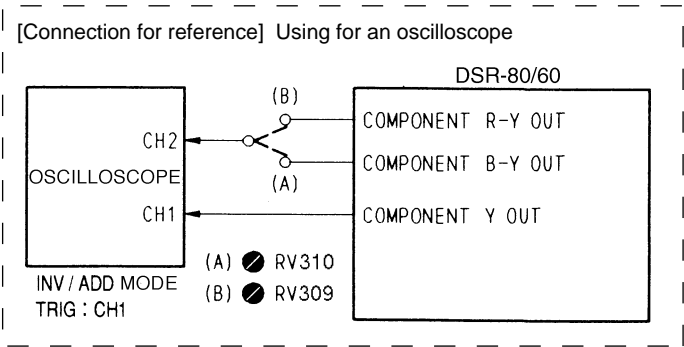 [Connection for reference] Using for an oscilloscope
DSR-80/60
(B)
COMPONENT R-Y OUT
CH2
COMPONENT B-Y OUT
OSCILLOSCOPE
(A)
CH1
COMPONENT Y OUT
(A) RV310
INV / ADD MODE
(B) RV309
TRIG : CH1